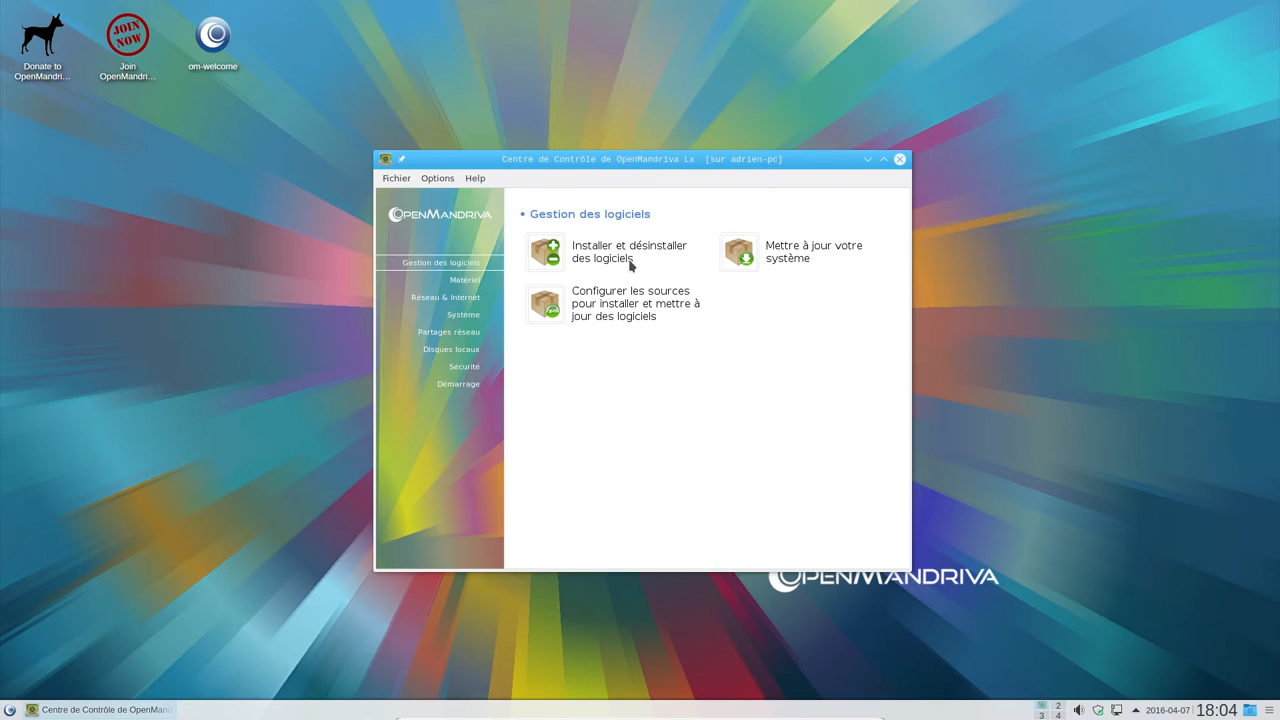 Donate to
OpenMandri...
JOIN
NOW
Join
OpenMandri...
om-welcome
Centre de Contrôle de OpenMandriva Lx [sur adrien-pc]
Fichier Options Help
OPENMANDRIVA
Gestion des logiciels
Matériel
Réseau & Internet
Système
Partages réseau
Disques locaux
Sécurité
Démarrage
• Gestion des logiciels
Installer et désinstaller
des logiciels
Mettre à jour votre
système
Configurer les sources
pour installer et mettre à
jour des logiciels
OPENMANDRIVA
Centre de Contrôle de OpenMand
2
3 4
2016-04-07
18:04